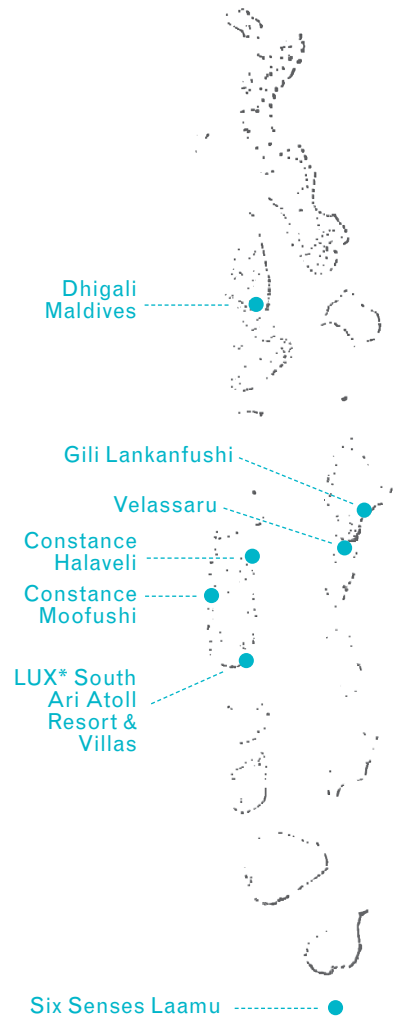 Dhigali
Maldives
Gili Lankanfushi
Velassaru
Constance
Halaveli
Constance
Moofushi
LUX* South
Ari Atoll
Resort &
Villas
Six Senses Laamu